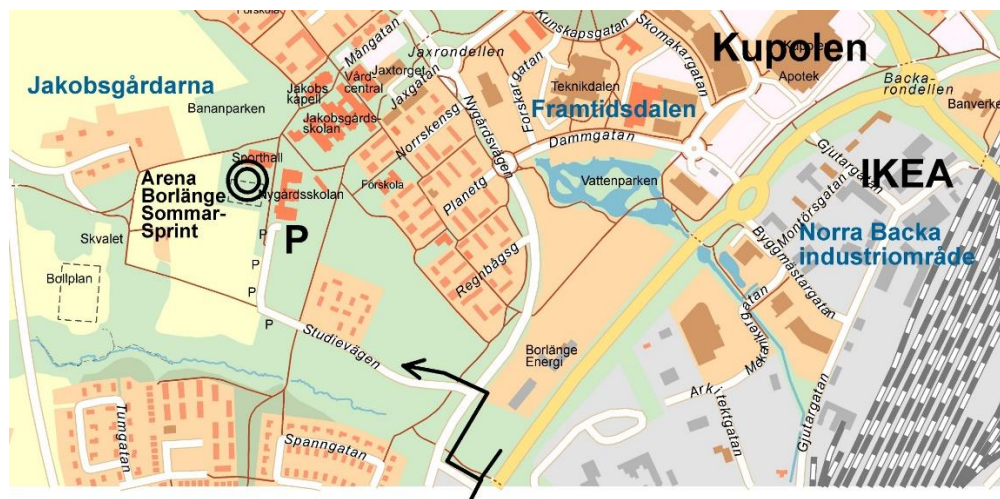 Förskola
Mångatan
Jaxrondellen
Kunskapsgatan
Skomakargatan
Kupolen
Apotek
Backa-
rondellen
Banverke
Jakobsgårdarna
Bananparken
Jakobs
kapell
Vård
central
Jaxtorget
Jaxgatan
Jakobsgårds-
skolan
Norrskensg
Nygårdsvägen
Forskargatan
Teknikdalen
Framtidsdalen
Dammgatan
Gjutargatan
IKEA
Sporthall
Nygårdsskolan
Förskola
Planetg
Vattenparken
Montörsgatan
Byggmästargatan
Norra Backa
industriområde
Arena
Borlänge
Sommar-
Sprint
P
P
P
P
P
Skvalet
Bollplan
Regnbågsg
Studievägen
Borlänge
Energi
Mekanikergatan
Arkitektgatan
Gjutargatan
Tumgatan
Spanngatan